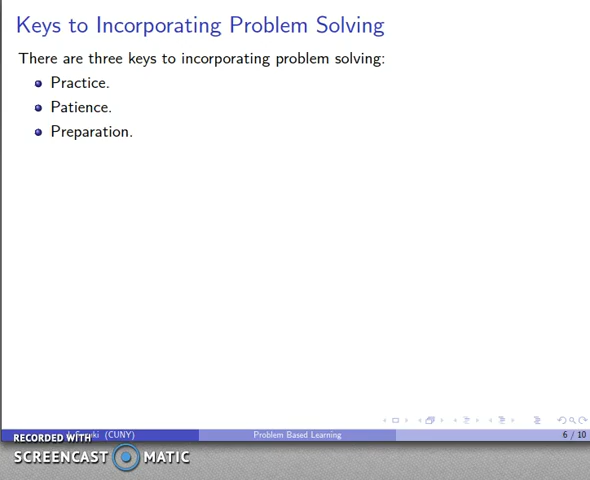 Keys to Incorporating Problem Solving
There are three keys to incorporating problem solving:
Practice.
Patience.
Preparation.
(CUNY)
Problem Based Learning
6 / 10
RECORDED WITH
SCREENCAST MATIC